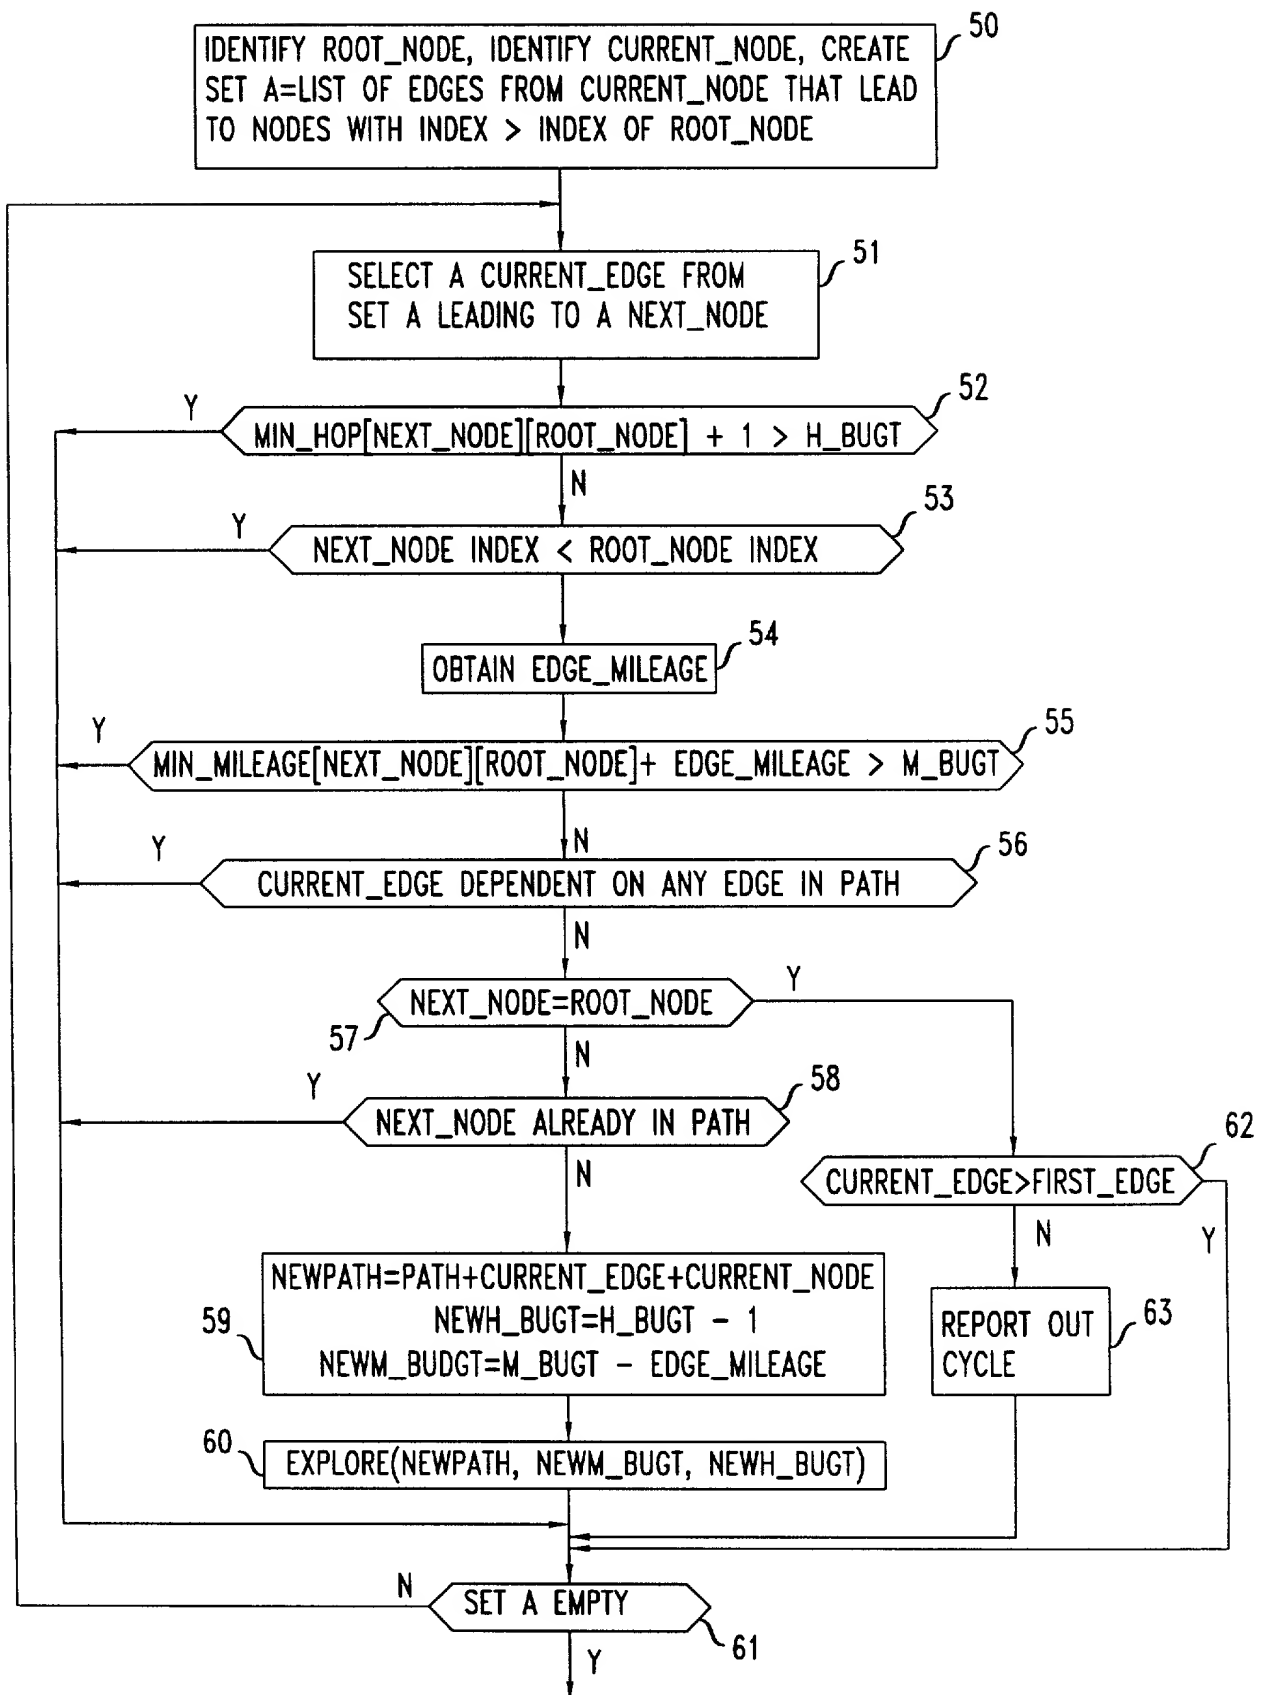 50
IDENTIFY ROOT_NODE, IDENTIFY CURRENT_NODE, CREATE
SET A=LIST OF EDGES FROM CURRENT_NODE THAT LEAD
TO NODES WITH INDEX > INDEX OF ROOT_NODE
51
SELECT A CURRENT_EDGE FROM
SET A LEADING TO A NEXT_NODE
52
Y
MIN_HOP[NEXT_NODE][ROOT_NODE] + 1 > H_BUGT
N
53
Y
NEXT_NODE INDEX < ROOT_NODE INDEX
54
OBTAIN EDGE_MILEAGE
55
Y
MIN_MILEAGE[NEXT_NODE][ROOT_NODE]+ EDGE_MILEAGE > M_BUGT
N
56
Y
CURRENT_EDGE DEPENDENT ON ANY EDGE IN PATH
N
Y
NEXT_NODE=ROOT_NODE
57
N
58
Y
NEXT_NODE ALREADY IN PATH
N
62
CURRENT_EDGE>FIRST_EDGE
N
Y
59
NEWPATH=PATH+CURRENT_EDGE+CURRENT_NODE
NEWH_BUGT=H_BUGT - 1
NEWM_BUDGT=M_BUGT - EDGE_MILEAGE
63
REPORT OUT
CYCLE
60
EXPLORE(NEWPATH, NEWM_BUGT, NEWH_BUGT)
N
SET A EMPTY
61
Y